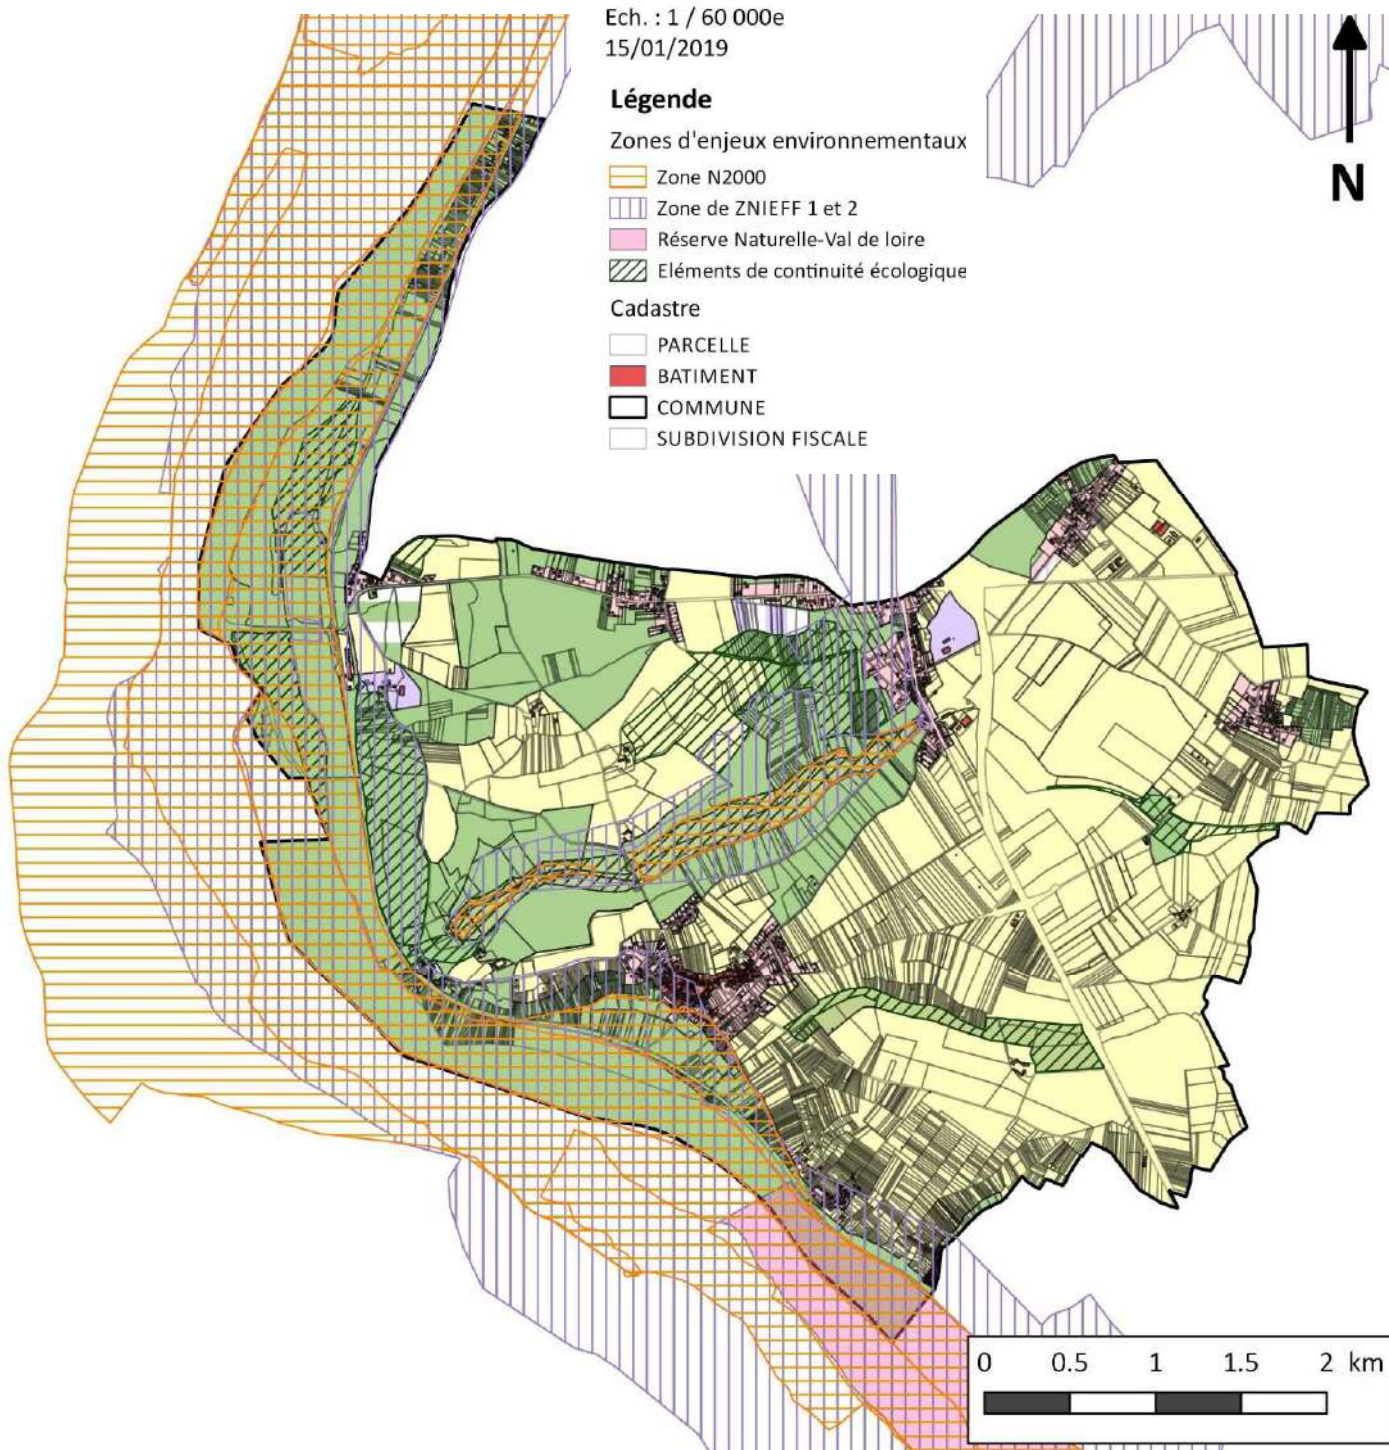 Ech. : 1 / 60 000e
15/01/2019
Légende
Zones d'enjeux environnementaux
Zone N2000
Zone de ZNIEFF 1 et 2
Réserve Naturelle-Val de loire
Eléments de continuité écologique
Cadastre
PARCELLE
BATIMENT
COMMUNE
SUBDIVISION FISCALE
N
0 0.5 1 1.5 2 km